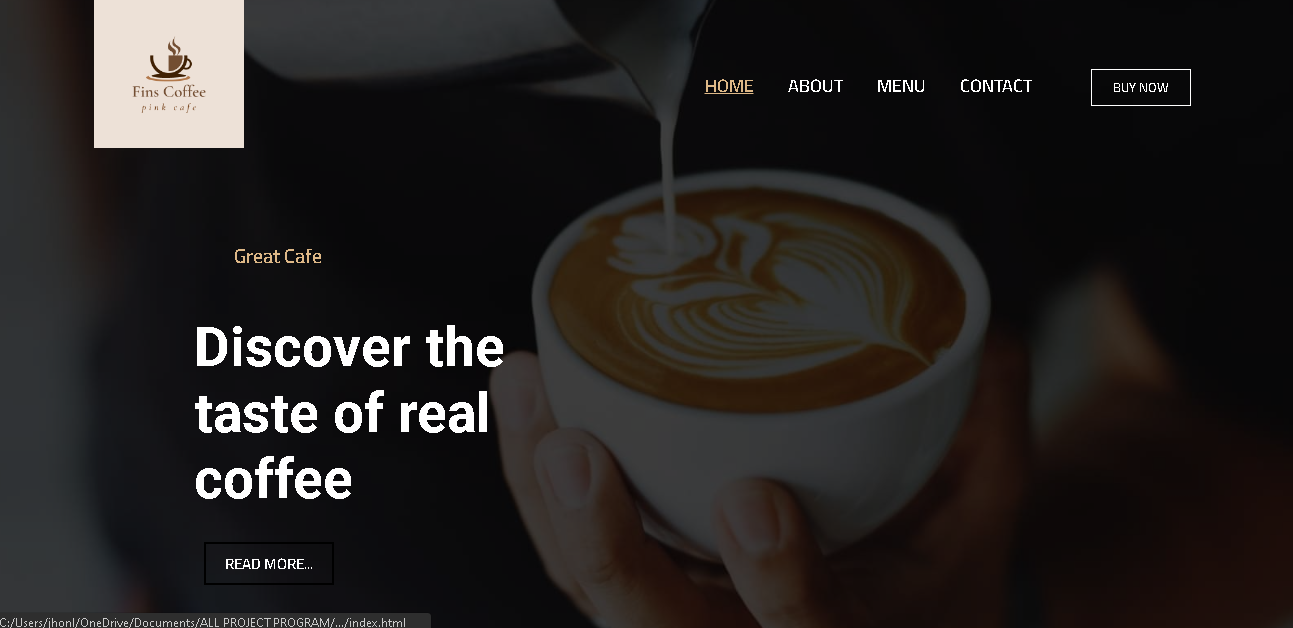 Fins Coffee
pink cafe
HOME ABOUT MENU CONTACT BUY NOW
Great Cafe
Discover the
taste of real
coffee
READ MORE...
C:/Users/jhonl/OneDrive/Documents/ALL PROJECT PROGRAM/.../index.html